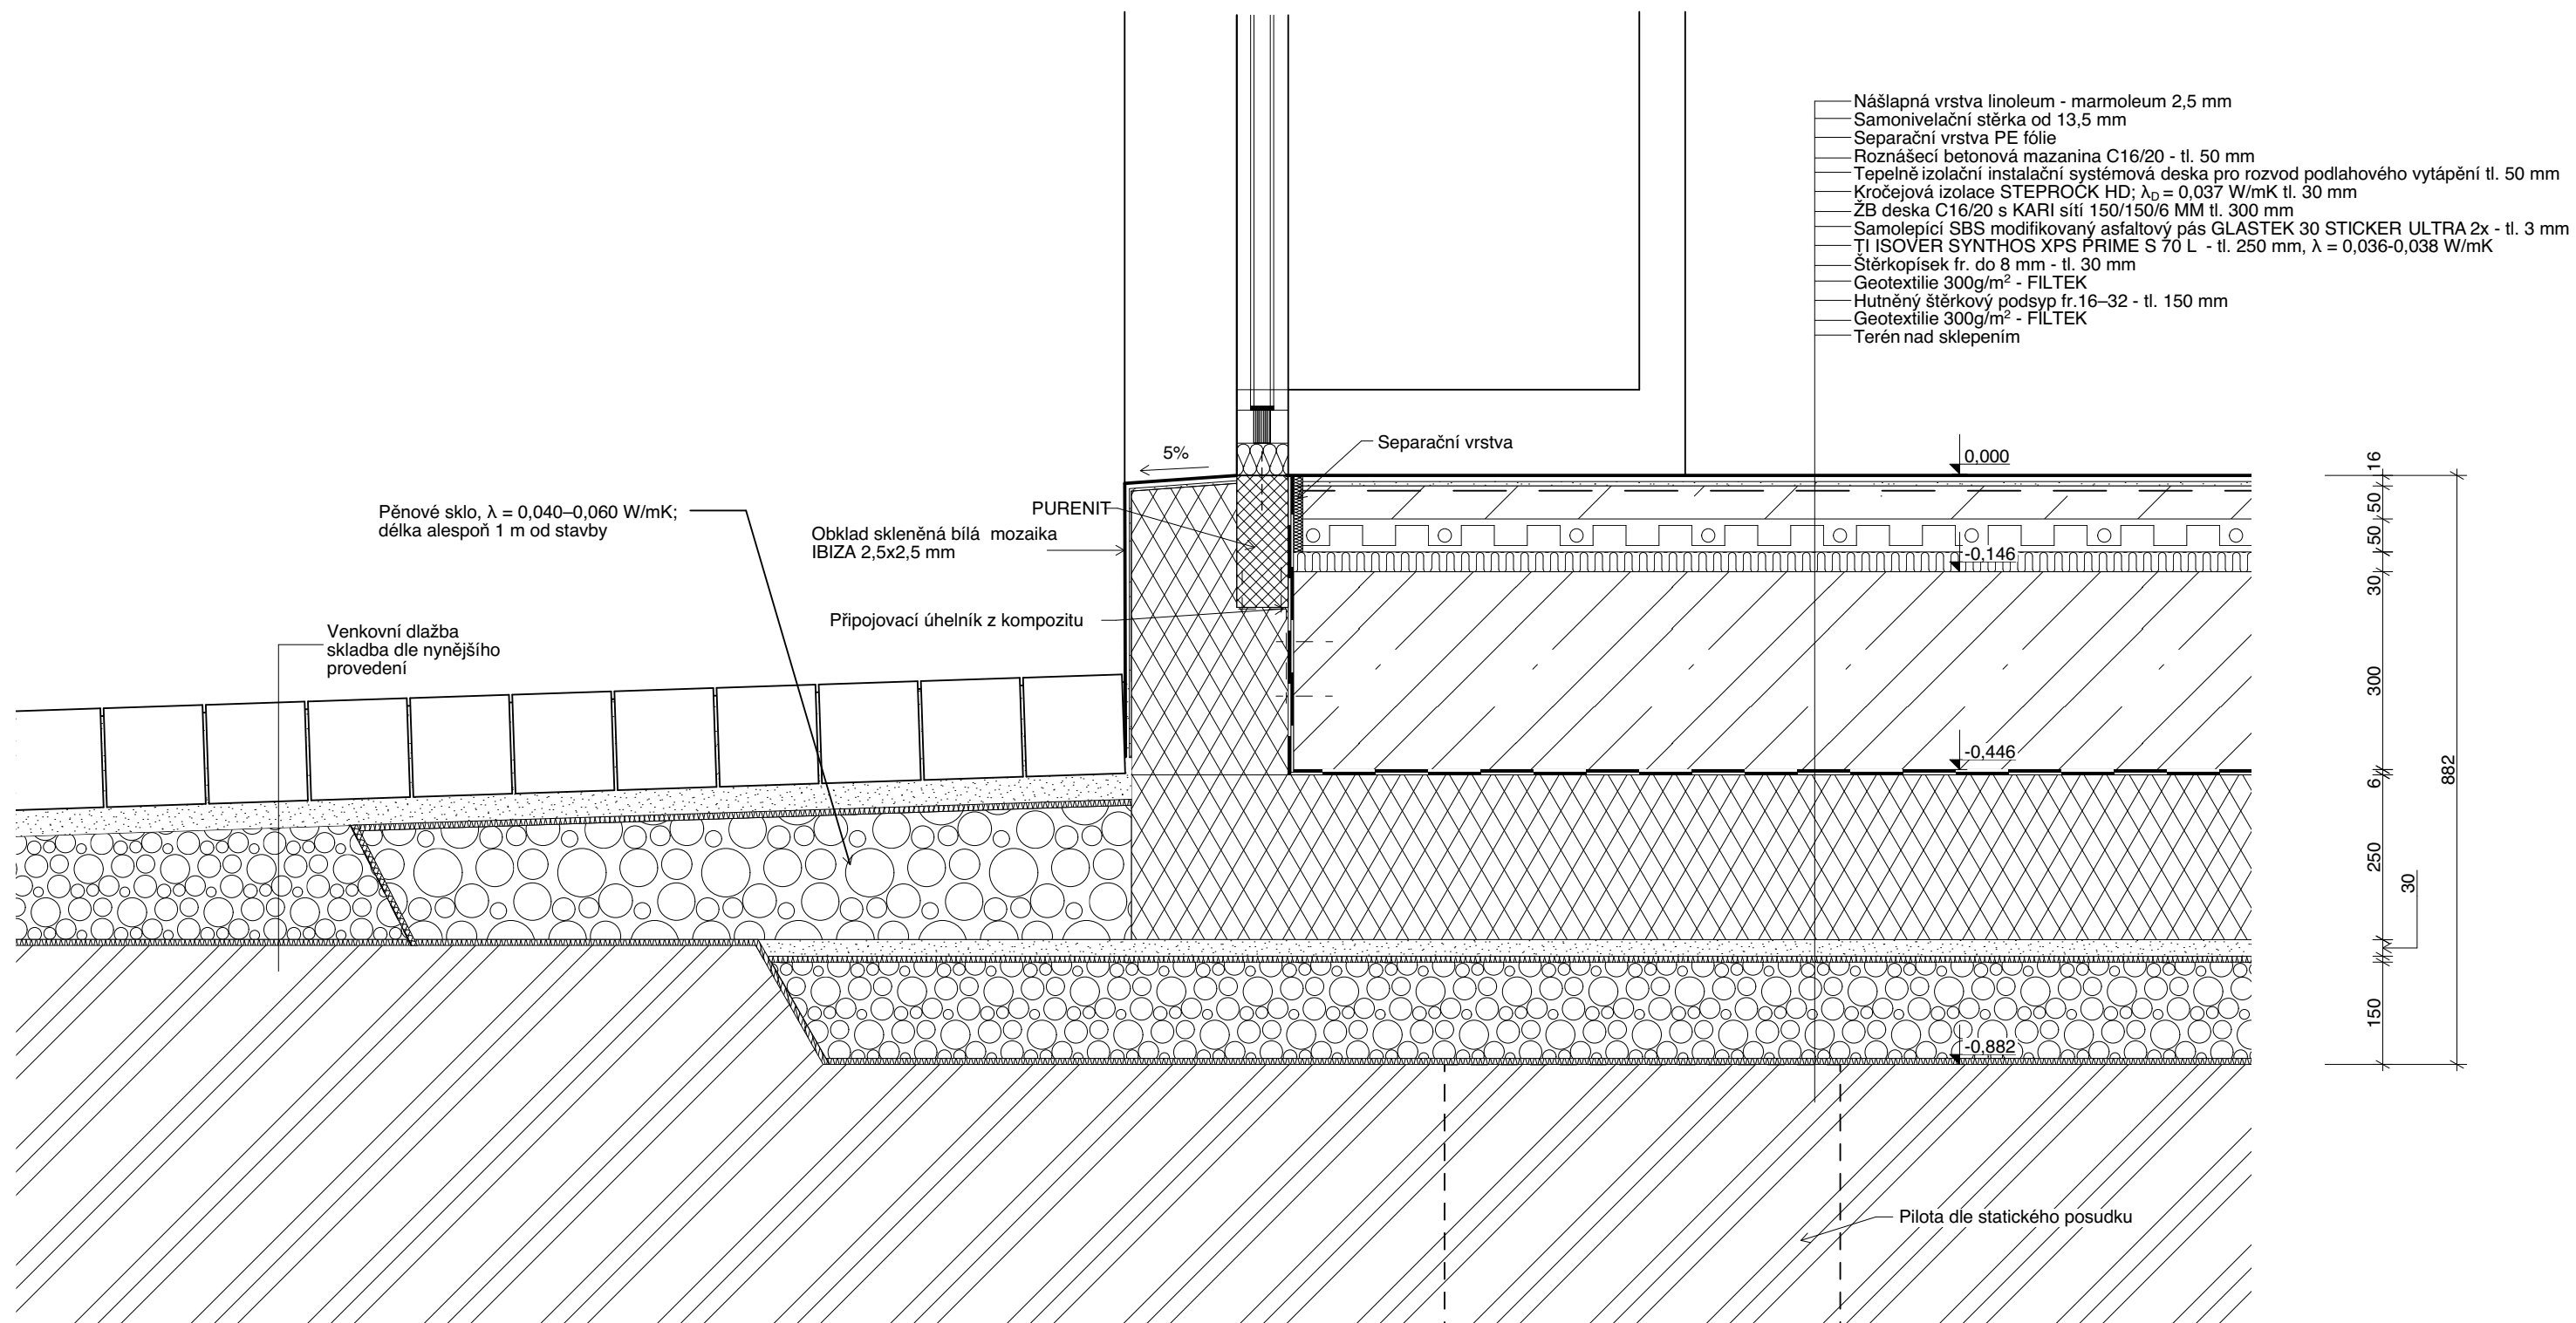 Nášlapná vrstva linoleum - marmoleum 2,5 mm
Samonivelační stěrka od 13,5 mm
Separační vrstva PE fólie
Roznášecí betonová mazanina C16/20 - tl. 50 mm
Tepelně izolační instalační systémová deska pro rozvod podlahového vytápění tl. 50 mm
Kročejová izolace STEPROCK HD; λD = 0,037 W/mK tl. 30 mm
ŽB deska C16/20 s KARI sítí 150/150/6 MM tl. 300 mm
Samolepící SBS modifikovaný asfaltový pás GLASTEK 30 STICKER ULTRA 2x - tl. 3 mm
TI ISOVER SYNTHOS XPS PRIME S 70 L - tl. 250 mm, λ = 0,036-0,038 W/mK
Štěrkopísek fr. do 8 mm - tl. 30 mm
Geotextilie 300g/m² - FILTEK
Hutněný štěrkový podsyp fr.16–32 - tl. 150 mm
Geotextilie 300g/m² - FILTEK
Terén nad sklepením
Separační vrstva
5%
0,000
PURENIT
Pěnové sklo, λ = 0,040–0,060 W/mK;
délka alespoň 1 m od stavby
Obklad skleněná bílá mozaika
IBIZA 2,5x2,5 mm
-0,146
Připojovací úhelník z kompozitu
Venkovní dlažba
skladba dle nynějšího
provedení
-0,446
-0,882
Pilota dle statického posudku
16
50
50
30
300
6
250
30
150
882